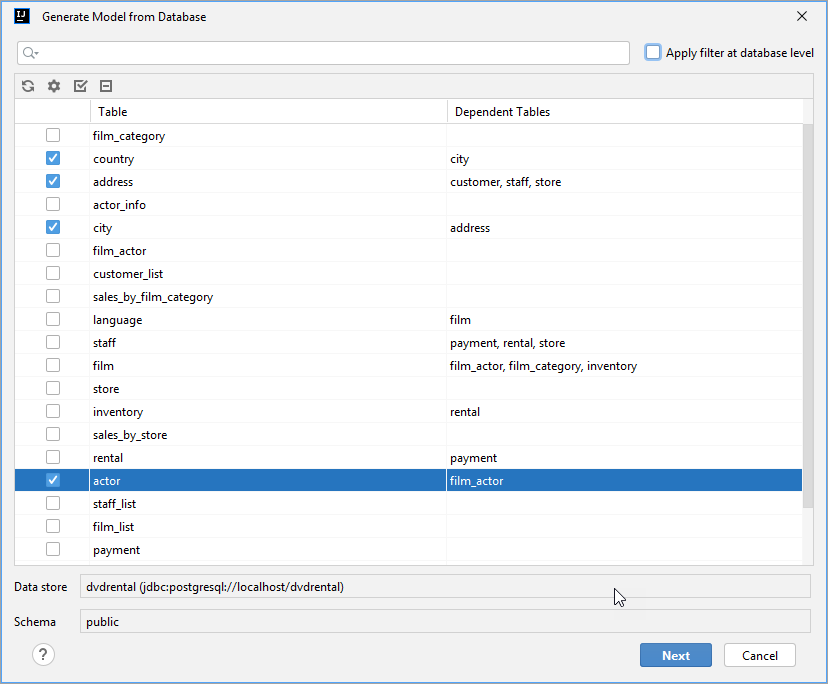 IJ Generate Model from Database
Apply filter at database level
Table Dependent Tables
film_category
country city
address customer, staff, store
actor_info
city address
film_actor
customer_list
sales_by_film_category
language film
staff payment, rental, store
film film_actor, film_category, inventory
store
inventory rental
sales_by_store
rental payment
actor film_actor
staff_list
film_list
payment
Data store dvdrental (jdbc:postgresql://localhost/dvdrental)
Schema public
? Next Cancel